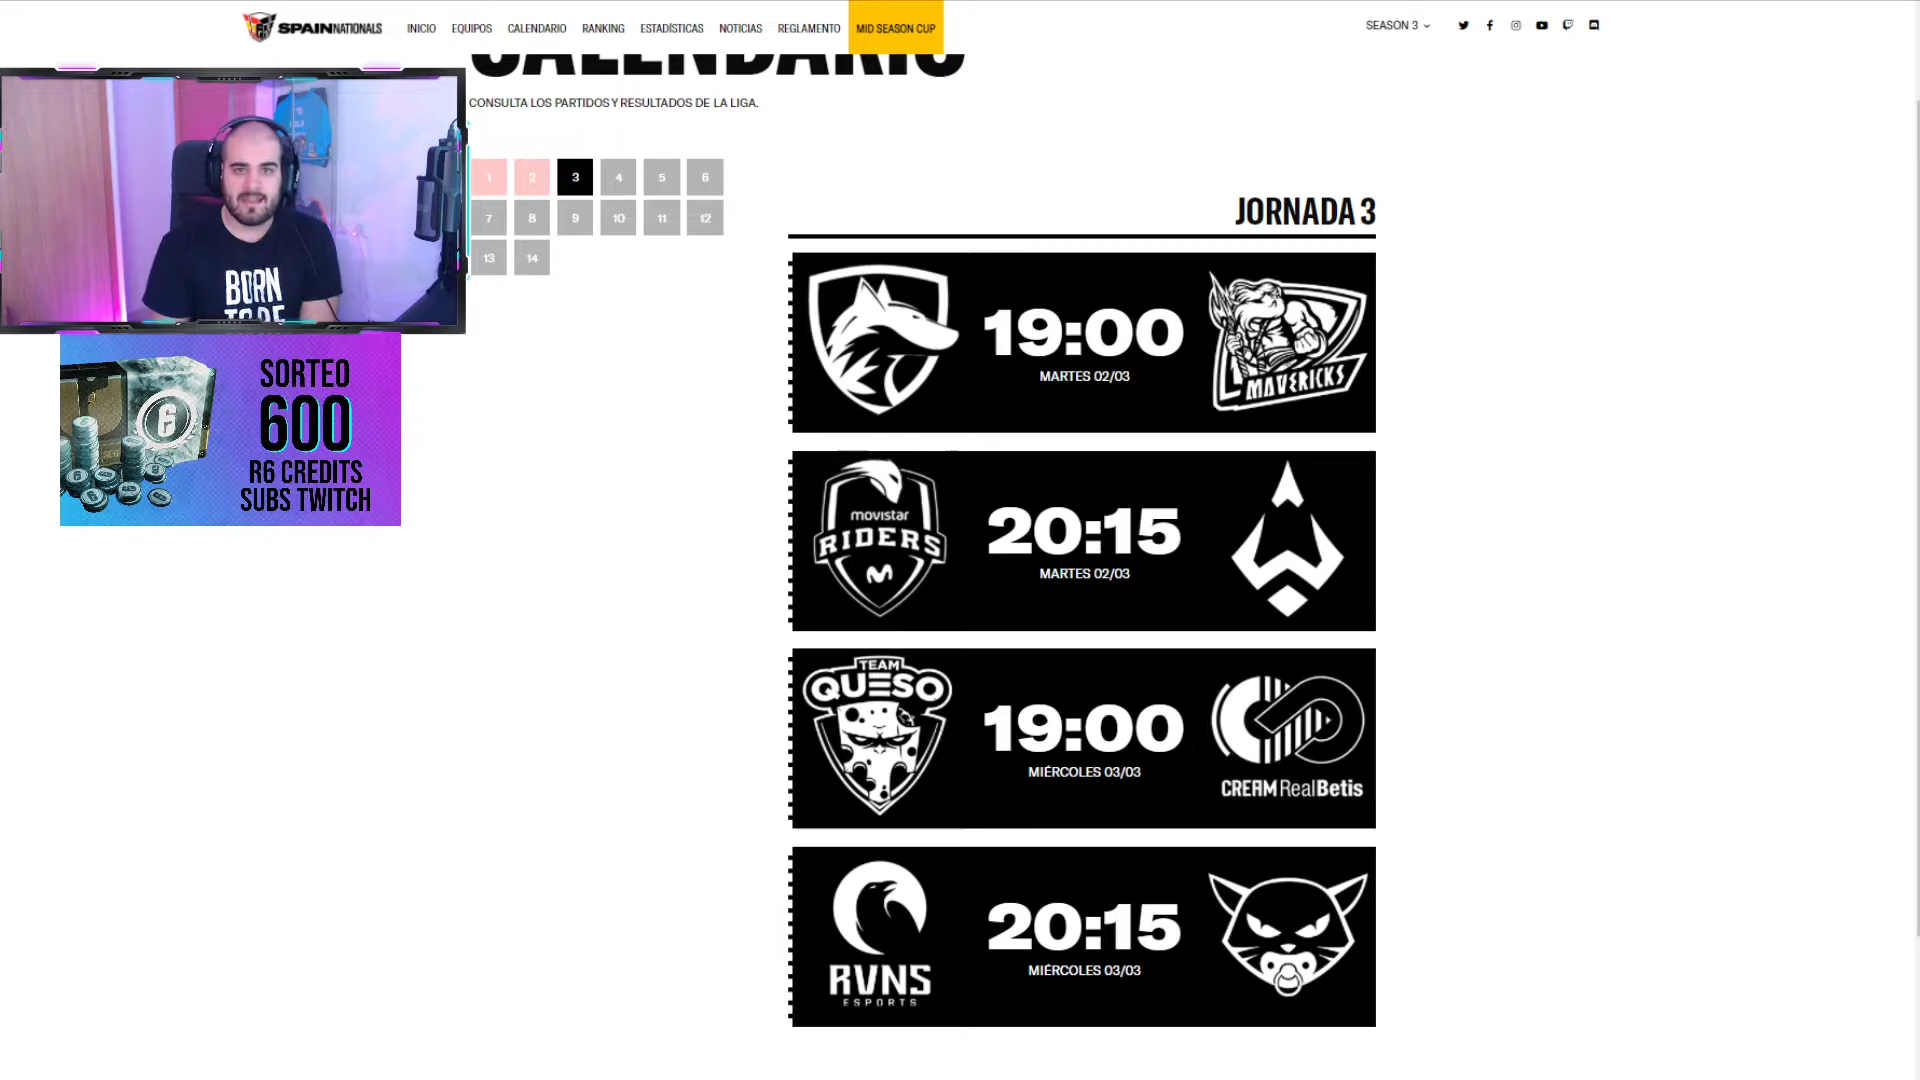 SPAINNATIONALS
INICIO EQUIPOS CALENDARIO RANKING ESTADÍSTICAS NOTICIAS REGLAMENTO MID SEASON CUP
SEASON 3
CALENDARIO
CONSULTA LOS PARTIDOS Y RESULTADOS DE LA LIGA.
1 2 3 4 5 6
7 8 9 10 11 12
13 14
BORN
TO BE
SORTEO
600
R6 CREDITS
SUBS TWITCH
JORNADA 3
19:00
MARTES 02/03
MAVERICKS
movistar
RIDERS
20:15
MARTES 02/03
TEAM
QUESO
19:00
MIÉRCOLES 03/03
CREAM RealBetis
RVNS
ESPORTS
20:15
MIÉRCOLES 03/03